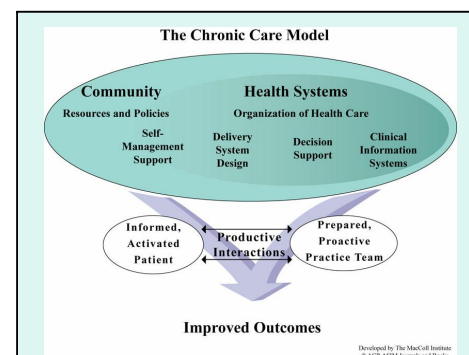 The Chronic Care Model
Community
Health Systems
Resources and Policies
Organization of Health Care
Self-
Management
Support
Delivery
System
Design
Decision
Support
Clinical
Information
Systems
Informed,
Activated
Patient
Productive
Interactions
Prepared,
Proactive
Practice Team
Improved Outcomes
Developed by The MacColl Institute